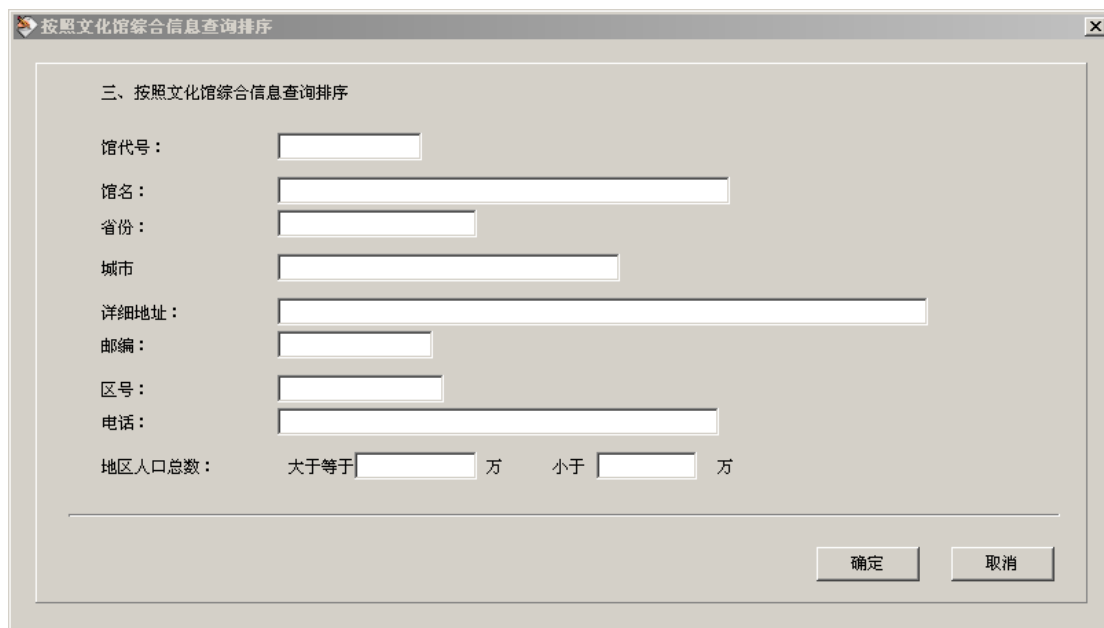 按照文化馆综合信息查询排序
三、按照文化馆综合信息查询排序
馆代号：
馆名：
省份：
城市
详细地址：
邮编：
区号：
电话：
地区人口总数： 大于等于 万 小于 万
确定 取消